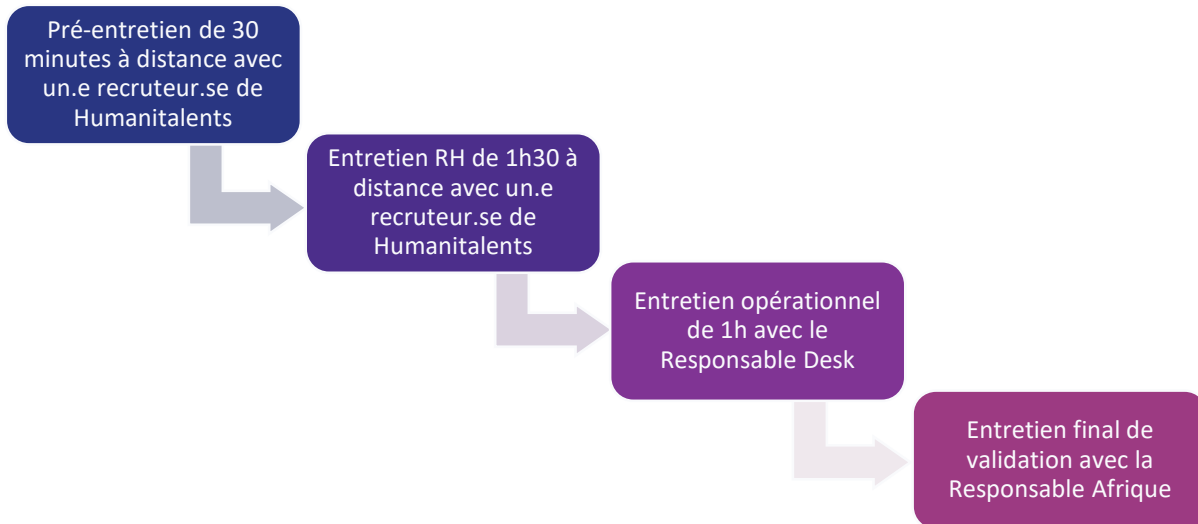 Pré-entretien de 30
minutes à distance avec
un.e recruteur.se de
Humanitalents
Entretien RH de 1h30 à
distance avec un.e
recruteur.se de
Humanitalents
Entretien opérationnel
de 1h avec le
Responsable Desk
Entretien final de
validation avec la
Responsable Afrique